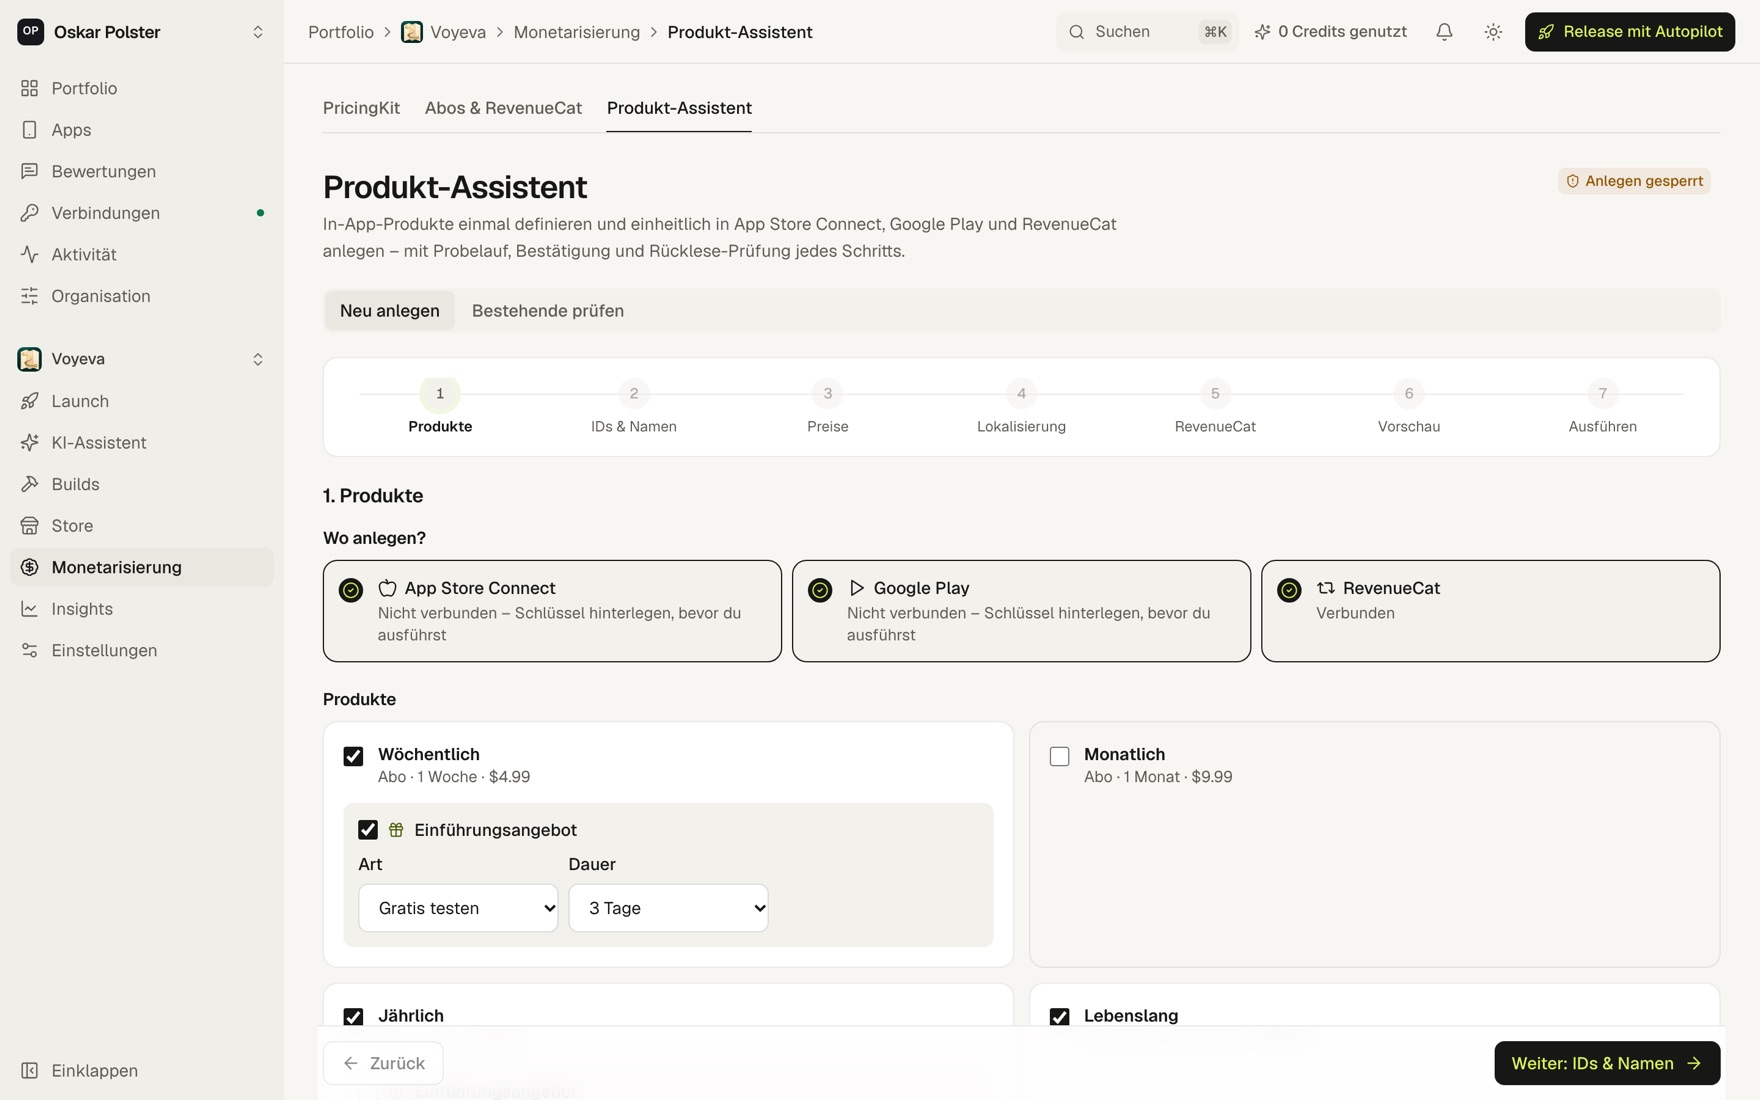 OP Oskar Polster
Portfolio
Apps
Bewertungen
Verbindungen
Aktivität
Organisation
Voyeva
Launch
KI-Assistent
Builds
Store
Monetarisierung
Insights
Einstellungen
Einklappen
Portfolio Voyeva Monetarisierung Produkt-Assistent
Suchen ⌘K 0 Credits genutzt Release mit Autopilot
PricingKit Abos & RevenueCat Produkt-Assistent
Produkt-Assistent
Anlegen gesperrt
In-App-Produkte einmal definieren und einheitlich in App Store Connect, Google Play und RevenueCat
anlegen – mit Probelauf, Bestätigung und Rücklese-Prüfung jedes Schritts.
Neu anlegen Bestehende prüfen
1 2 3 4 5 6 7
Produkte IDs & Namen Preise Lokalisierung RevenueCat Vorschau Ausführen
1. Produkte
Wo anlegen?
App Store Connect
Nicht verbunden – Schlüssel hinterlegen, bevor du
ausführst
Google Play
Nicht verbunden – Schlüssel hinterlegen, bevor du
ausführst
RevenueCat
Verbunden
Produkte
Wöchentlich
Abo · 1 Woche · $4.99
Einführungsangebot
Art Dauer
Gratis testen 3 Tage
Monatlich
Abo · 1 Monat · $9.99
Jährlich
Lebenslang
Einführungsangebot
Zurück
Weiter: IDs & Namen